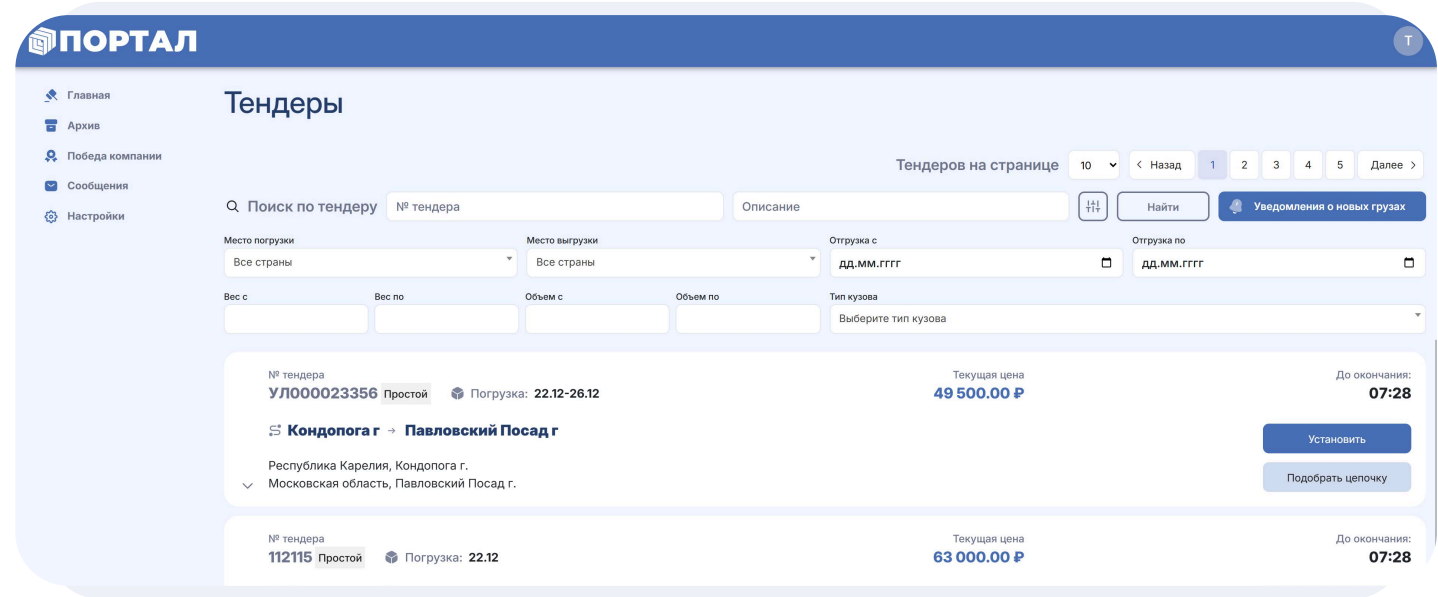 ПОРТАЛ
Т
Главная
Архив
Победа компании
Сообщения
Настройки
Тендеры
Тендеров на странице 10 Назад 1 2 3 4 5 Далее
Поиск по тендеру № тендера Описание Найти Уведомления о новых грузах
Место погрузки Место выгрузки Отгрузка с Отгрузка по
Все страны Все страны дд.мм.гггг дд.мм.гггг
Вес с Вес по Объем с Объем по Тип кузова
Выберите тип кузова
№ тендера Текущая цена До окончания:
УЛ000023356 Простой Погрузка: 22.12-26.12 49 500.00 ₽ 07:28
Кондопога г → Павловский Посад г
Установить
Республика Карелия, Кондопога г.
Московская область, Павловский Посад г.
Подобрать цепочку
№ тендера Текущая цена До окончания:
112115 Простой Погрузка: 22.12 63 000.00 ₽ 07:28